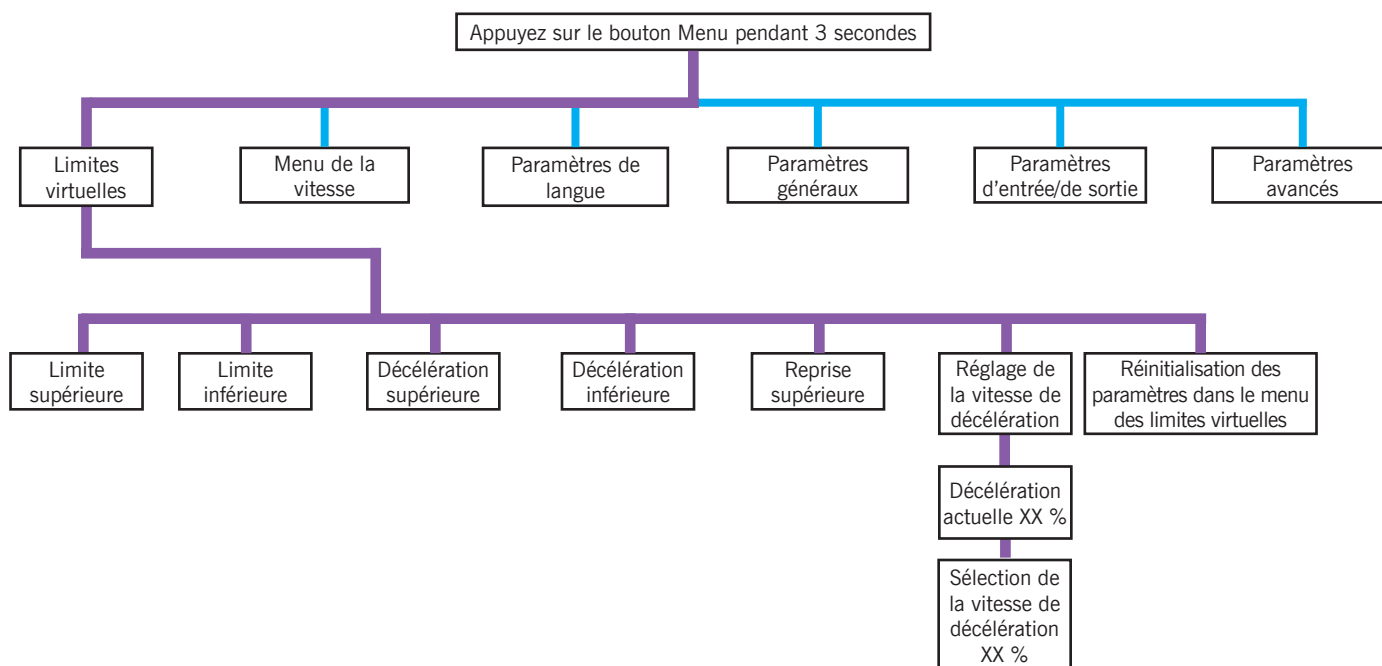 Appuyez sur le bouton Menu pendant 3 secondes
Limites
virtuelles
Menu de la
vitesse
Paramètres de
langue
Paramètres
généraux
Paramètres
d'entrée/de sortie
Paramètres
avancés
Limite
supérieure
Limite
inférieure
Décélération
supérieure
Décélération
inférieure
Reprise
supérieure
Réglage de
la vitesse de
décélération
Réinitialisation des
paramètres dans le menu
des limites virtuelles
Décélération
actuelle XX %
Sélection de
la vitesse de
décélération
XX %